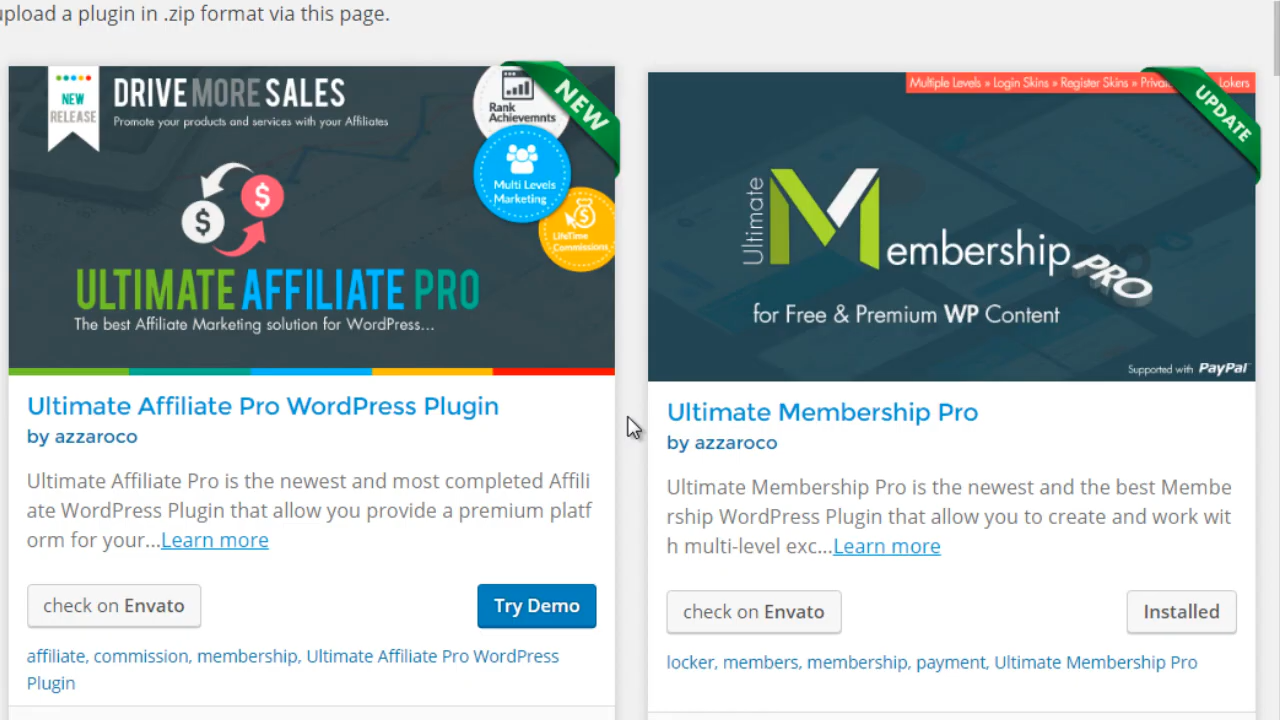 upload a plugin in .zip format via this page.
NEW
RELEASE
DRIVE MORE SALES
Promote your products and services with your Affiliates
Rank
Achievemnts
NEW
Multi Levels
Marketing
LifeTime
Commissions
$
$
ULTIMATE AFFILIATE PRO
The best Affiliate Marketing solution for WordPress...
Ultimate Affiliate Pro WordPress Plugin
by azzaroco
Ultimate Affiliate Pro is the newest and most completed Affili
ate WordPress Plugin that allow you provide a premium platf
orm for your...Learn more
check on Envato
Try Demo
affiliate, commission, membership, Ultimate Affiliate Pro WordPress
Plugin
Multiple Levels » Login Skins » Register Skins » Lokers
UPDATE
Ultimate
Membership PRO
for Free & Premium WP Content
Supported with PayPal
Ultimate Membership Pro
by azzaroco
Ultimate Membership Pro is the newest and the best Membe
rship WordPress Plugin that allow you to create and work wit
h multi-level exc...Learn more
check on Envato
Installed
locker, members, membership, payment, Ultimate Membership Pro